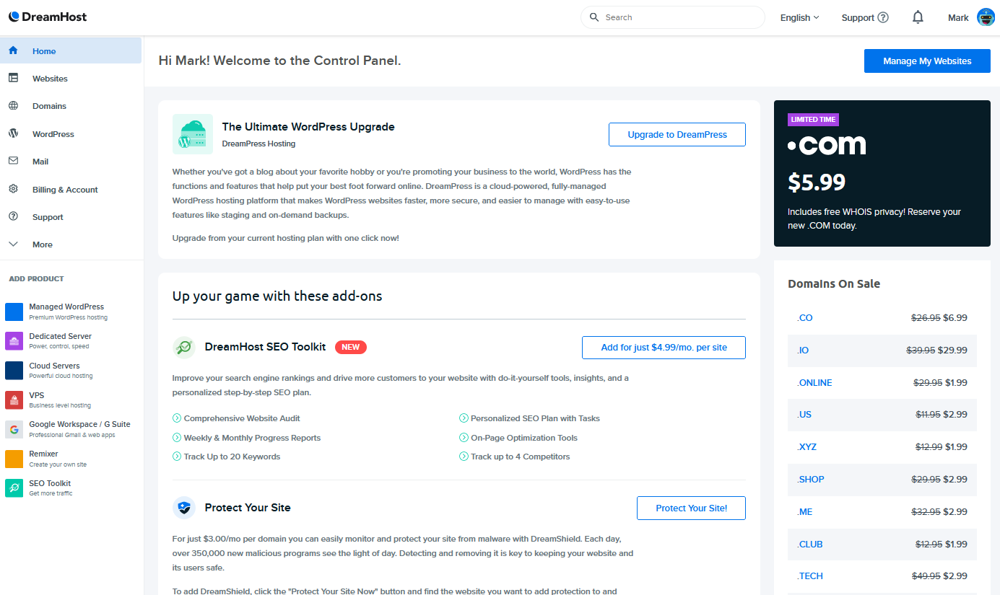 DreamHost
Search
English
Support
Mark
Home
Websites
Domains
WordPress
Mail
Billing & Account
Support
More
ADD PRODUCT
Managed WordPress
Premium WordPress hosting
Dedicated Server
Power, control, speed
Cloud Servers
Powerful cloud hosting
VPS
Business level hosting
Google Workspace / G Suite
Professional Gmail & web apps
Remixer
Create your own site
SEO Toolkit
Get more traffic
Hi Mark! Welcome to the Control Panel.
Manage My Websites
The Ultimate WordPress Upgrade
DreamPress Hosting
Upgrade to DreamPress
Whether you've got a blog about your favorite hobby or you're promoting your business to the world, WordPress has the
functions and features that help put your best foot forward online. DreamPress is a cloud-powered, fully-managed
WordPress hosting platform that makes WordPress websites faster, more secure, and easier to manage with easy-to-use
features like staging and on-demand backups.
Upgrade from your current hosting plan with one click now!
Up your game with these add-ons
DreamHost SEO Toolkit
NEW
Add for just $4.99/mo. per site
Improve your search engine rankings and drive more customers to your website with do-it-yourself tools, insights, and a
personalized step-by-step SEO plan.
Comprehensive Website Audit
Personalized SEO Plan with Tasks
Weekly & Monthly Progress Reports
On-Page Optimization Tools
Track Up to 20 Keywords
Track up to 4 Competitors
Protect Your Site
Protect Your Site!
For just $3.00/mo per domain you can easily monitor and protect your site from malware with DreamShield. Each day,
over 350,000 new malicious programs see the light of day. Detecting and removing it is key to keeping your website and
its users safe.
To add DreamShield, click the "Protect Your Site Now" button and find the website you want to add protection to and
LIMITED TIME
.com
$5.99
Includes free WHOIS privacy! Reserve your
new .COM today.
Domains On Sale
.CO $26.95 $6.99
.IO $39.95 $29.99
.ONLINE $29.95 $1.99
.US $11.95 $2.99
.XYZ $12.99 $1.99
.SHOP $29.95 $2.99
.ME $32.95 $2.99
.CLUB $12.95 $1.99
.TECH $49.95 $2.99